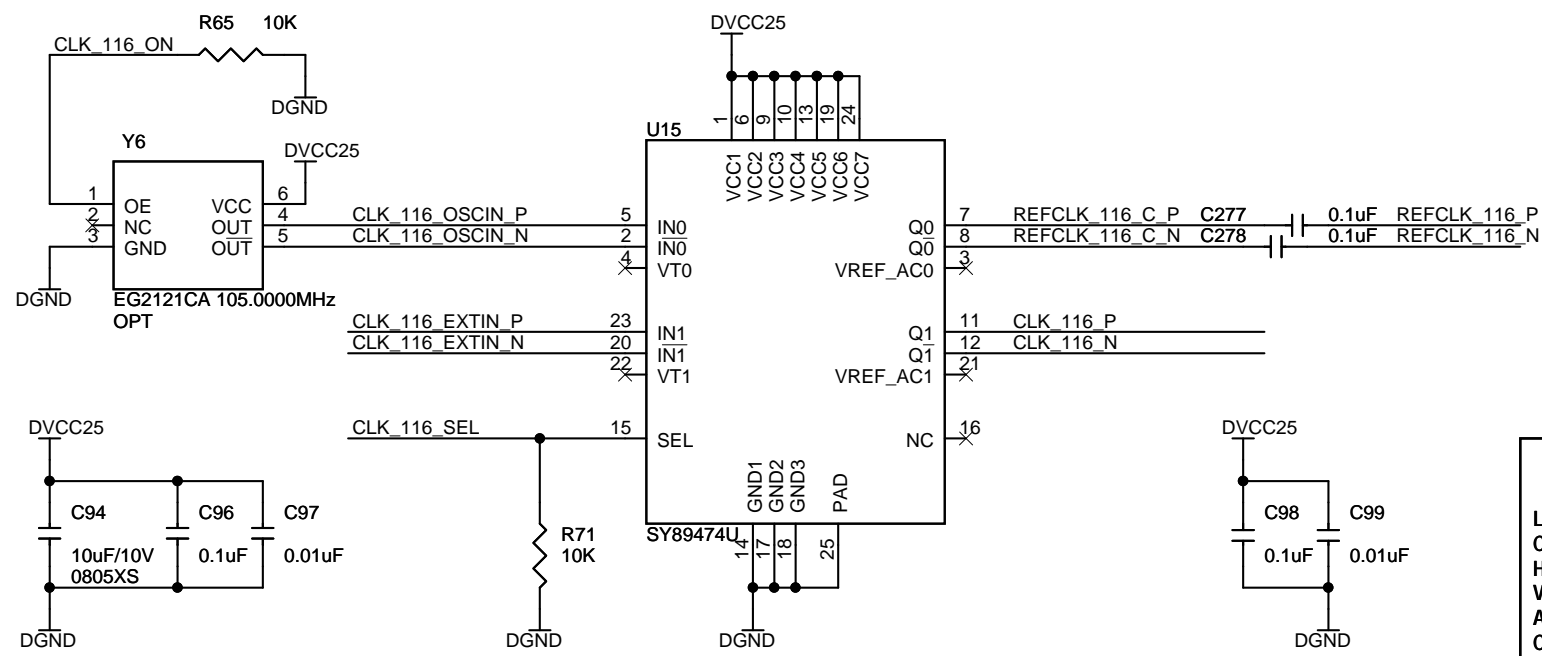 R65 10K
CLK_116_ON
DGND
Y6
DVCC25
1 OE VCC 6
2 NC OUT 4
3 GND OUT 5
DGND
EG2121CA 105.0000MHz
OPT
CLK_116_OSCIN_P
CLK_116_OSCIN_N
CLK_116_EXTIN_P
CLK_116_EXTIN_N
CLK_116_SEL
DVCC25
1 6 9 10 13 19 24
U15
VCC1 VCC2 VCC3 VCC4 VCC5 VCC6 VCC7
5 IN0
2 IN0
4 VT0
23 IN1
20 IN1
22 VT1
15 SEL
Q0 7
Q0 8
VREF_AC0 3
Q1 11
Q1 12
VREF_AC1 21
NC 16
GND1 GND2 GND3 PAD
SY89474U
14 17 18 25
DGND
REFCLK_116_C_P C277 0.1uF REFCLK_116_P
REFCLK_116_C_N C278 0.1uF REFCLK_116_N
CLK_116_P
CLK_116_N
DVCC25
C94 C96 C97
10uF/10V 0.1uF 0.01uF
0805XS
DGND
R71
10K
DGND
DVCC25
C98 C99
0.1uF 0.01uF
DGND